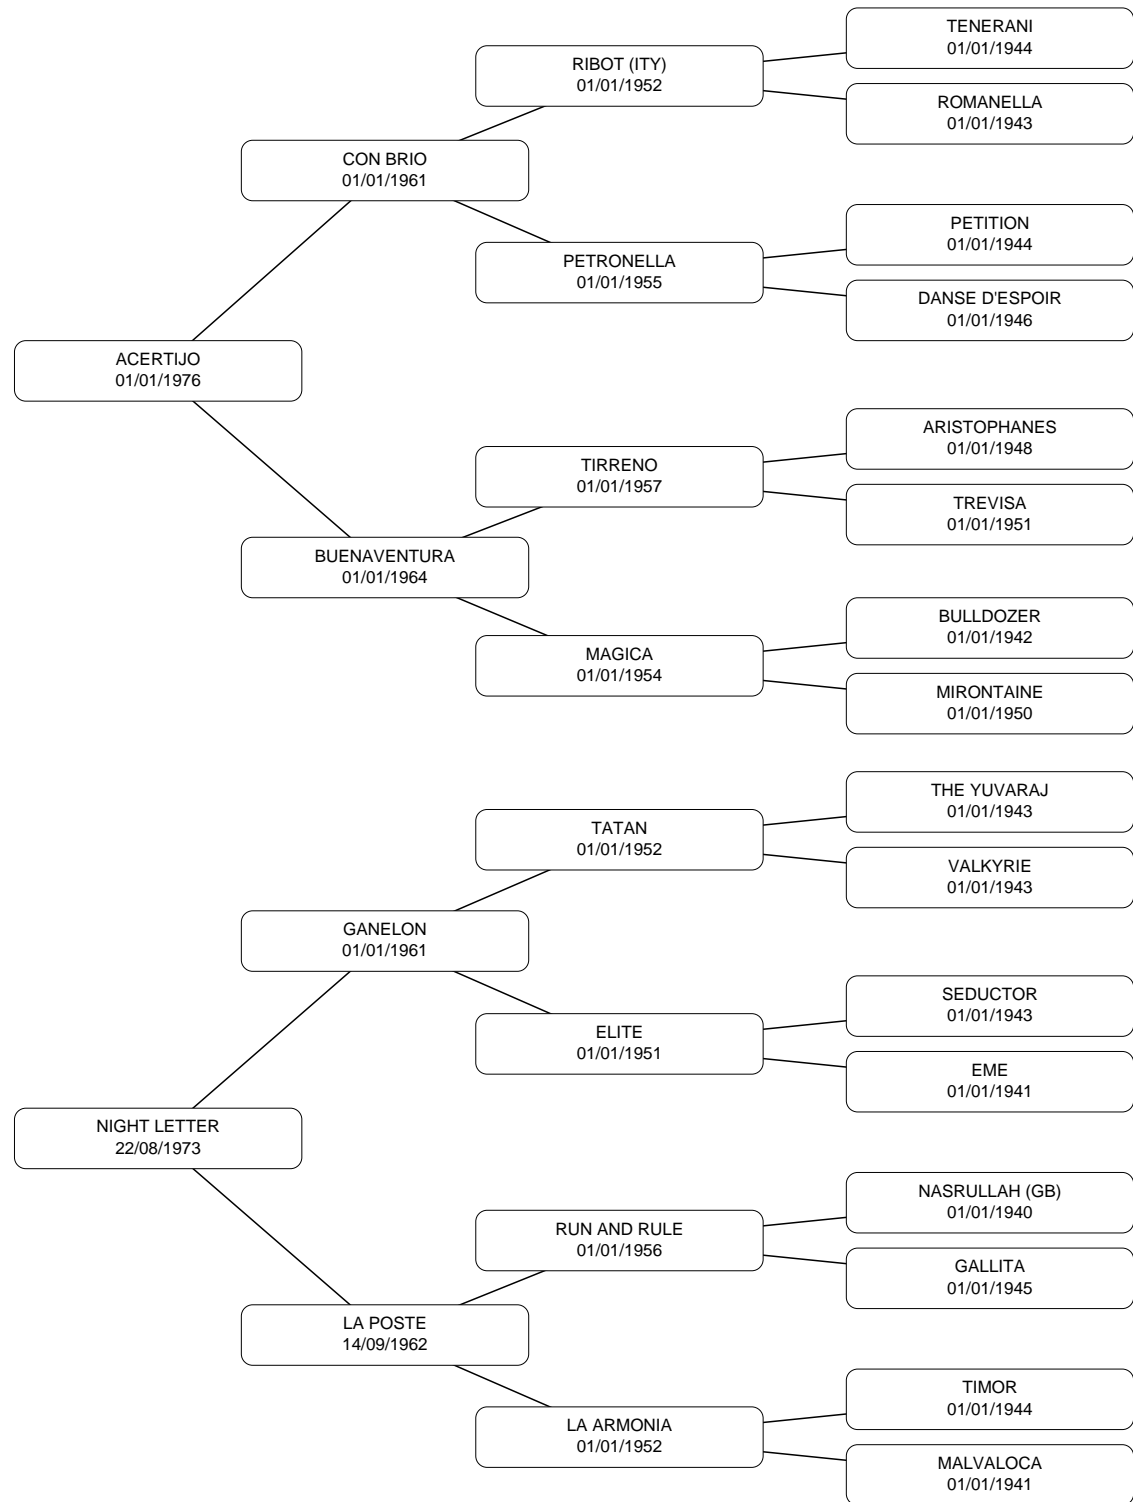 TENERANI
01/01/1944
RIBOT (ITY)
01/01/1952
ROMANELLA
01/01/1943
CON BRIO
01/01/1961
PETITION
01/01/1944
PETRONELLA
01/01/1955
DANSE D'ESPOIR
01/01/1946
ACERTIJO
01/01/1976
ARISTOPHANES
01/01/1948
TIRRENO
01/01/1957
TREVISA
01/01/1951
BUENAVENTURA
01/01/1964
BULLDOZER
01/01/1942
MAGICA
01/01/1954
MIRONTAINE
01/01/1950
THE YUVARAJ
01/01/1943
TATAN
01/01/1952
VALKYRIE
01/01/1943
GANELON
01/01/1961
SEDUCTOR
01/01/1943
ELITE
01/01/1951
EME
01/01/1941
NIGHT LETTER
22/08/1973
NASRULLAH (GB)
01/01/1940
RUN AND RULE
01/01/1956
GALLITA
01/01/1945
LA POSTE
14/09/1962
TIMOR
01/01/1944
LA ARMONIA
01/01/1952
MALVALOCA
01/01/1941